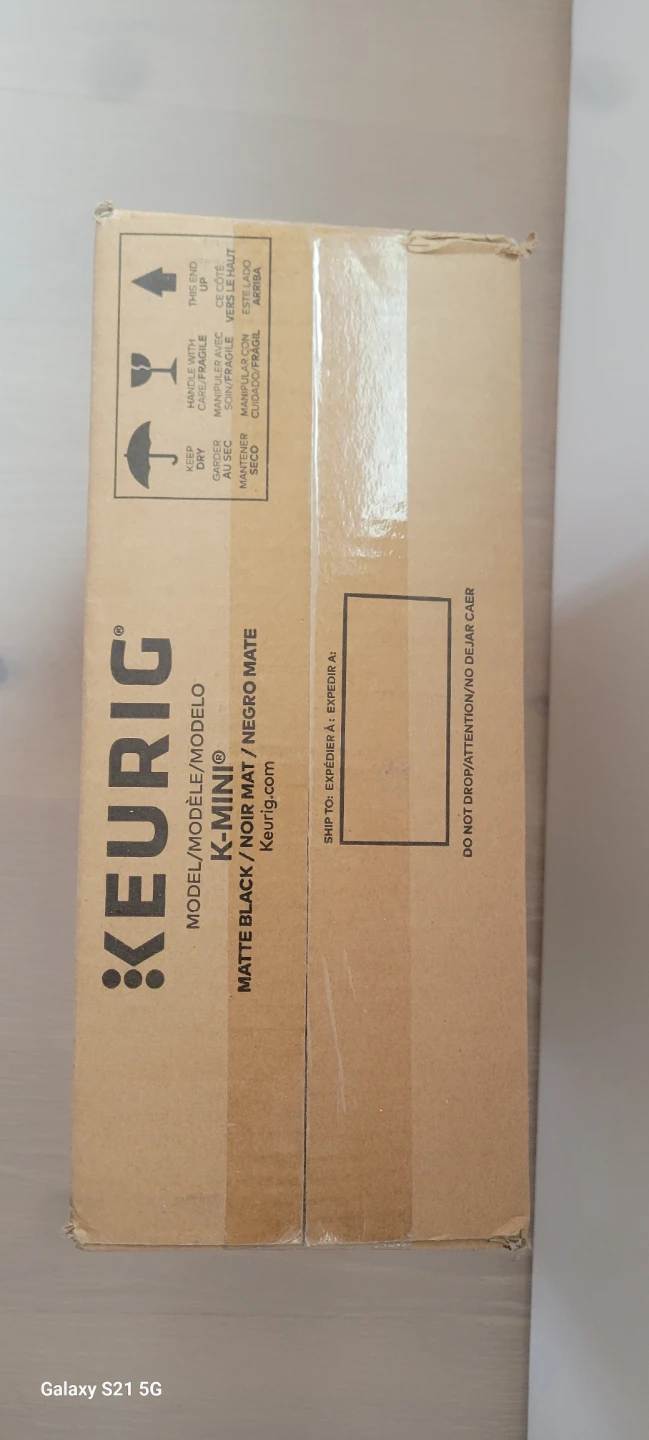 KEURIG®
MODEL/MODÈLE/MODELO
K-MINI®
MATTE BLACK / NOIR MAT / NEGRO MATE
Keurig.com
KEEP
DRY
GARDER
AU SEC
MANTENER
SECO
HANDLE WITH
CARE/FRAGILE
MANIPULER AVEC
SOIN/FRAGILE
MANIPULAR CON
CUIDADO/FRÁGIL
THIS END
UP
CE CÔTÉ
VERS LE HAUT
ESTE LADO
ARRIBA
SHIP TO: EXPÉDIER À : EXPEDIR A:
DO NOT DROP/ATTENTION/NO DEJAR CAER
Galaxy S21 5G